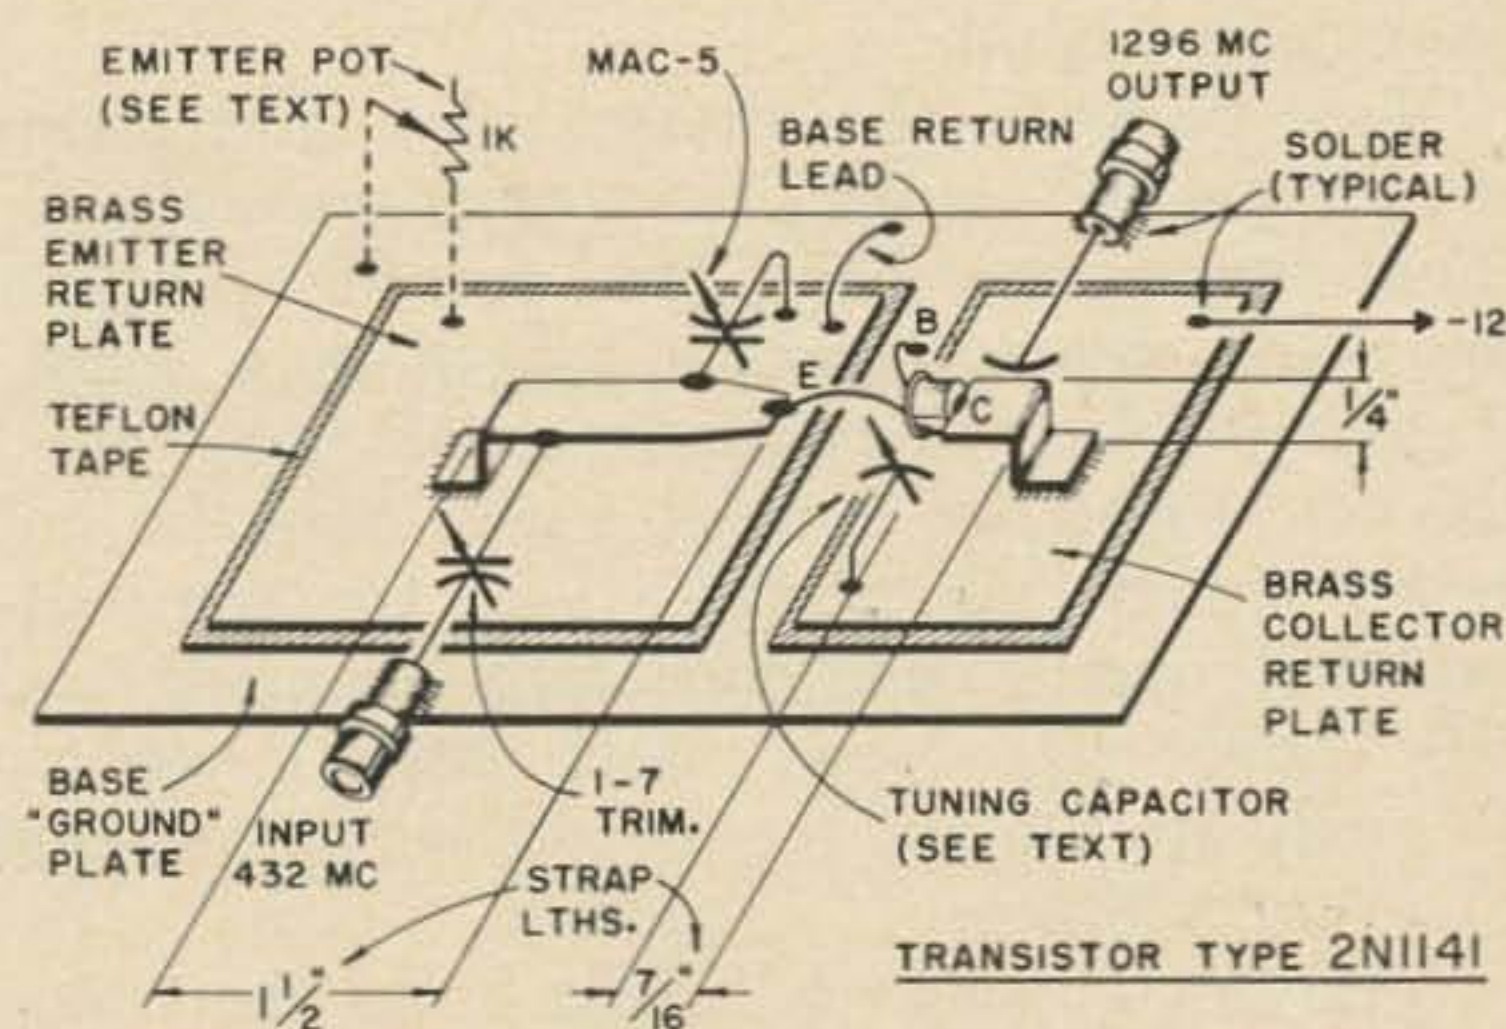 EMITTER POT
(SEE TEXT)
1K
MAC-5
1296 MC
OUTPUT
BASE RETURN
LEAD
SOLDER
(TYPICAL)
BRASS
EMITTER
RETURN
PLATE
B
-12
E
C
1/4"
TEFLON
TAPE
BRASS
COLLECTOR
RETURN
PLATE
BASE
"GROUND"
PLATE
INPUT
432 MC
1-7
TRIM.
TUNING CAPACITOR
(SEE TEXT)
STRAP
LTHS.
1 1/2"
7/16"
TRANSISTOR TYPE 2N1141